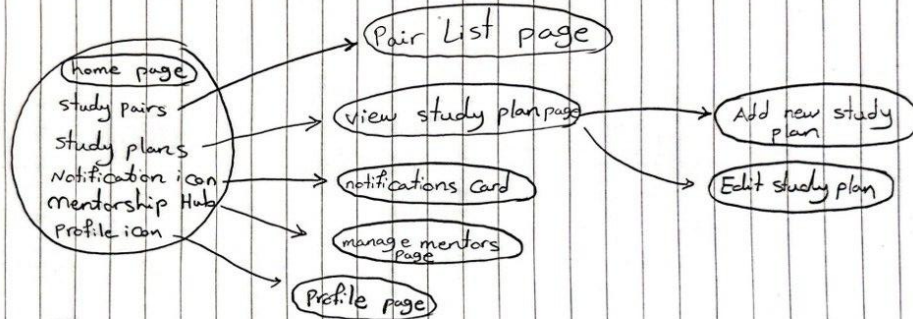 home page
study pairs
study plans
Notification icon
mentorship Hub
Profile icon
Pair List page
view study plan page
notifications Card
manage mentors
page
Profile page
Add new study
plan
Edit study plan